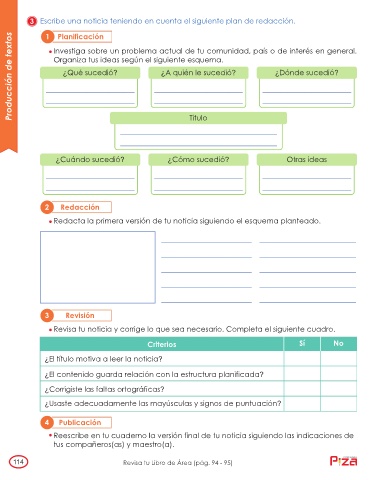 Producción de textos
3 Escribe una noticia teniendo en cuenta el siguiente plan de redacción.
1 Planificación
Investiga sobre un problema actual de tu comunidad, país o de interés en general.
Organiza tus ideas según el siguiente esquema.
¿Qué sucedió? ¿A quién le sucedió? ¿Dónde sucedió?
Título
¿Cuándo sucedió? ¿Cómo sucedió? Otras ideas
2 Redacción
Redacta la primera versión de tu noticia siguiendo el esquema planteado.
3 Revisión
Revisa tu noticia y corrige lo que sea necesario. Completa el siguiente cuadro.
Criterios Sí No
¿El título motiva a leer la noticia?
¿El contenido guarda relación con la estructura planificada?
¿Corrigiste las faltas ortográficas?
¿Usaste adecuadamente las mayúsculas y signos de puntuación?
4 Publicación
Reescribe en tu cuaderno la versión final de tu noticia siguiendo las indicaciones de
tus compañeros(as) y maestro(a).
114 Revisa tu Libro de Área (pág. 94 - 95)